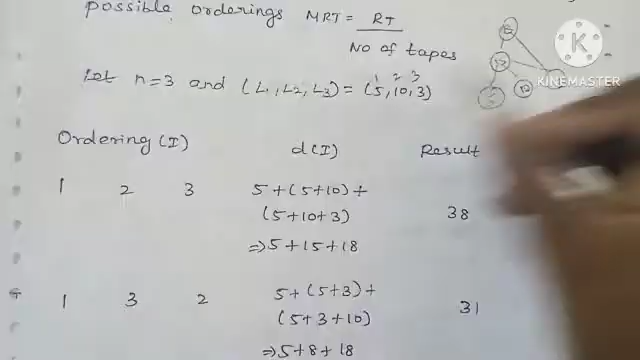 possible orderings MRT = RT
No of tapes
Let n=3 and (L1, L2, L3) = (5, 10, 3)
1 2 3
KINEMASTER
Ordering (I) d(I) Result
1 2 3 5+(5+10)+
(5+10+3) 38
⇒5+15+18
1 3 2 5+(5+3)+
(5+3+10) 31
⇒5+8+18